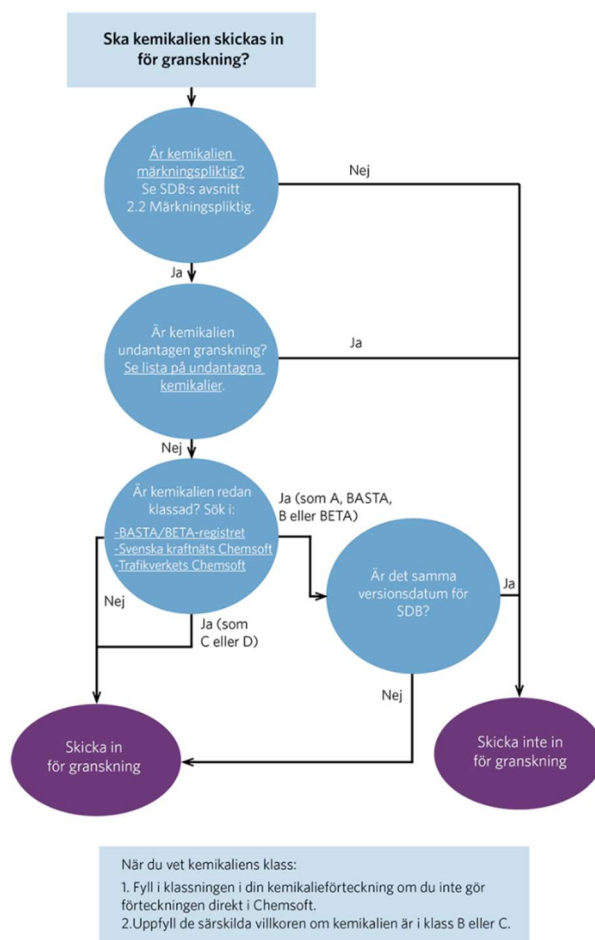 Ska kemikalien skickas in
för granskning?
Är kemikalien
märkningspliktig?
Se SDB:s avsnitt
2.2 Märkningspliktig.
Nej
Ja
Är kemikalien
undantagen granskning?
Se lista på undantagna
kemikalier.
Ja
Nej
Är kemikalien redan
klassad? Sök i:
-BASTA/BETA-registret
-Svenska kraftnäts Chemsoft
-Trafikverkets Chemsoft
Ja (som A, BASTA,
B eller BETA)
Är det samma
versionsdatum för
SDB?
Ja
Nej
Ja (som
C eller D)
Nej
Skicka in
för granskning
Skicka inte in
för granskning
När du vet kemikaliens klass:
1. Fyll i klassningen i din kemikalieförteckning om du inte gör
förteckningen direkt i Chemsoft.
2.Uppfyll de särskilda villkoren om kemikalien är i klass B eller C.